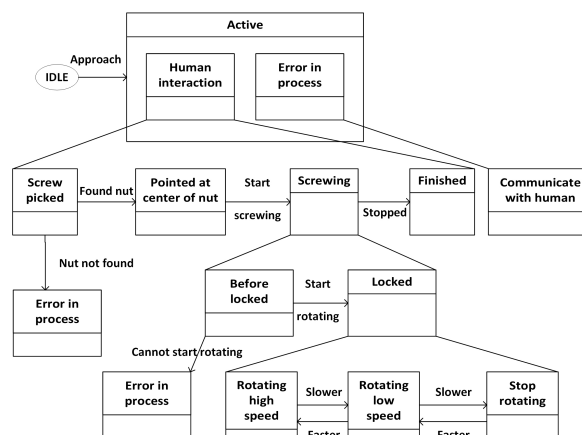 Active
Approach
IDLE
Human
interaction
Error in
process
Screw
picked
Found nut
Pointed at
center of nut
Start
screwing
Screwing
Stopped
Finished
Communicate
with human
Nut not found
Error in
process
Before
locked
Start
rotating
Locked
Cannot start rotating
Error in
process
Rotating
high
speed
Slower
Faster
Rotating
low
speed
Slower
Faster
Stop
rotating